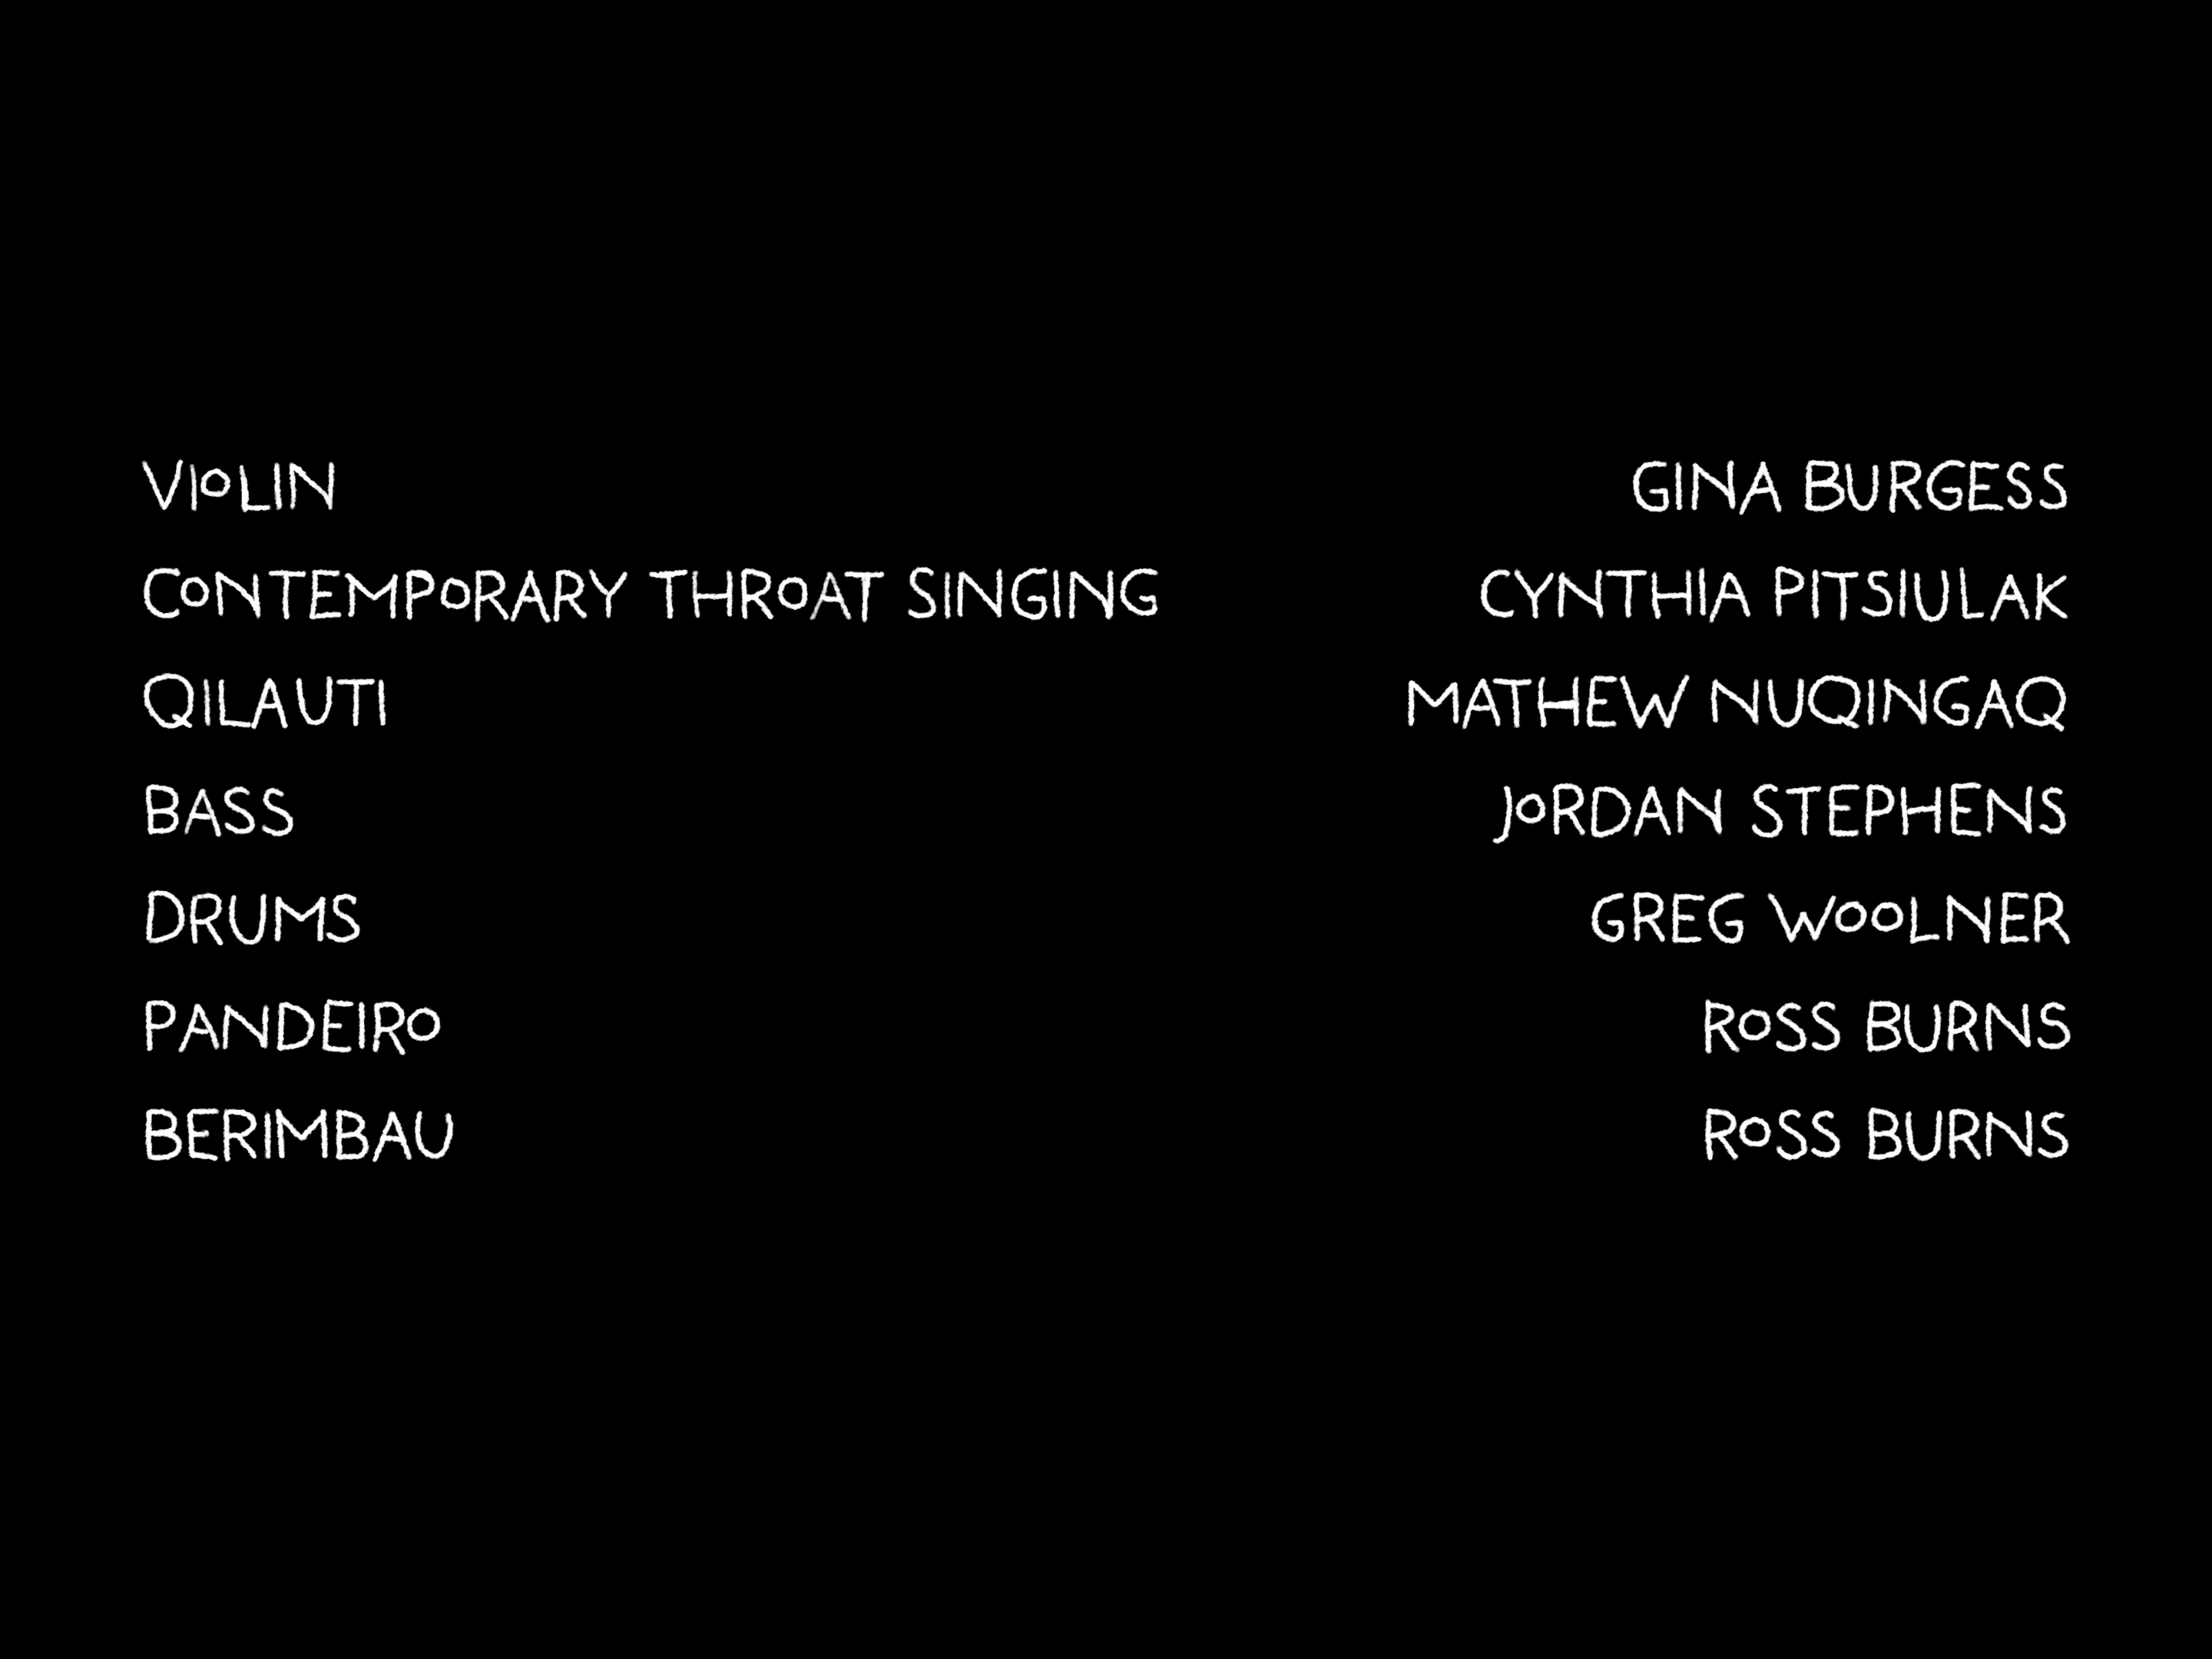 VIOLIN GINA BURGESS
CONTEMPORARY THROAT SINGING CYNTHIA PITSIULAK
QILAUTI MATHEW NUQINGAQ
BASS JORDAN STEPHENS
DRUMS GREG WOOLNER
PANDEIRO ROSS BURNS
BERIMBAU ROSS BURNS